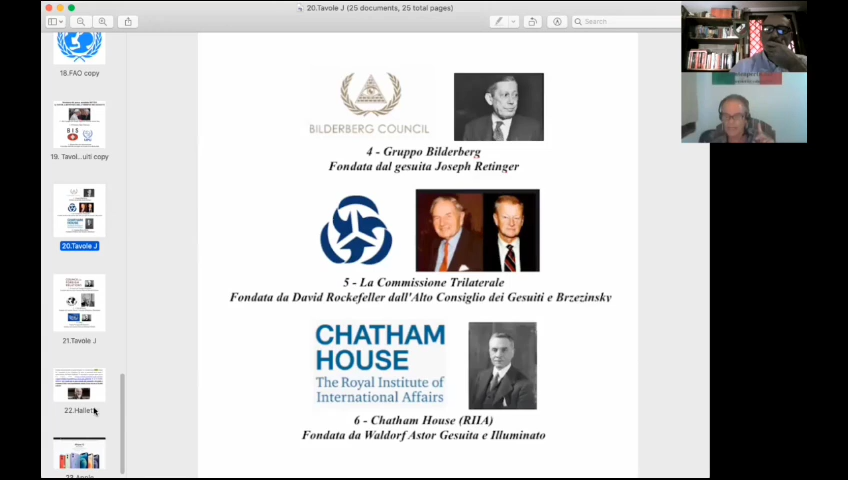 20.Tavole J (25 documents, 25 total pages)
Search
18.FAO copy
19. Tavol...uiti copy
20.Tavole J
21.Tavole J
22.Hallett
BILDERBERG COUNCIL
4 - Gruppo Bilderberg
Fondata dal gesuita Joseph Retinger
5 - La Commissione Trilaterale
Fondata da David Rockefeller dall'Alto Consiglio dei Gesuiti e Brzezinsky
CHATHAM
HOUSE
The Royal Institute of
International Affairs
6 - Chatham House (RIIA)
Fondata da Waldorf Astor Gesuita e Illuminato